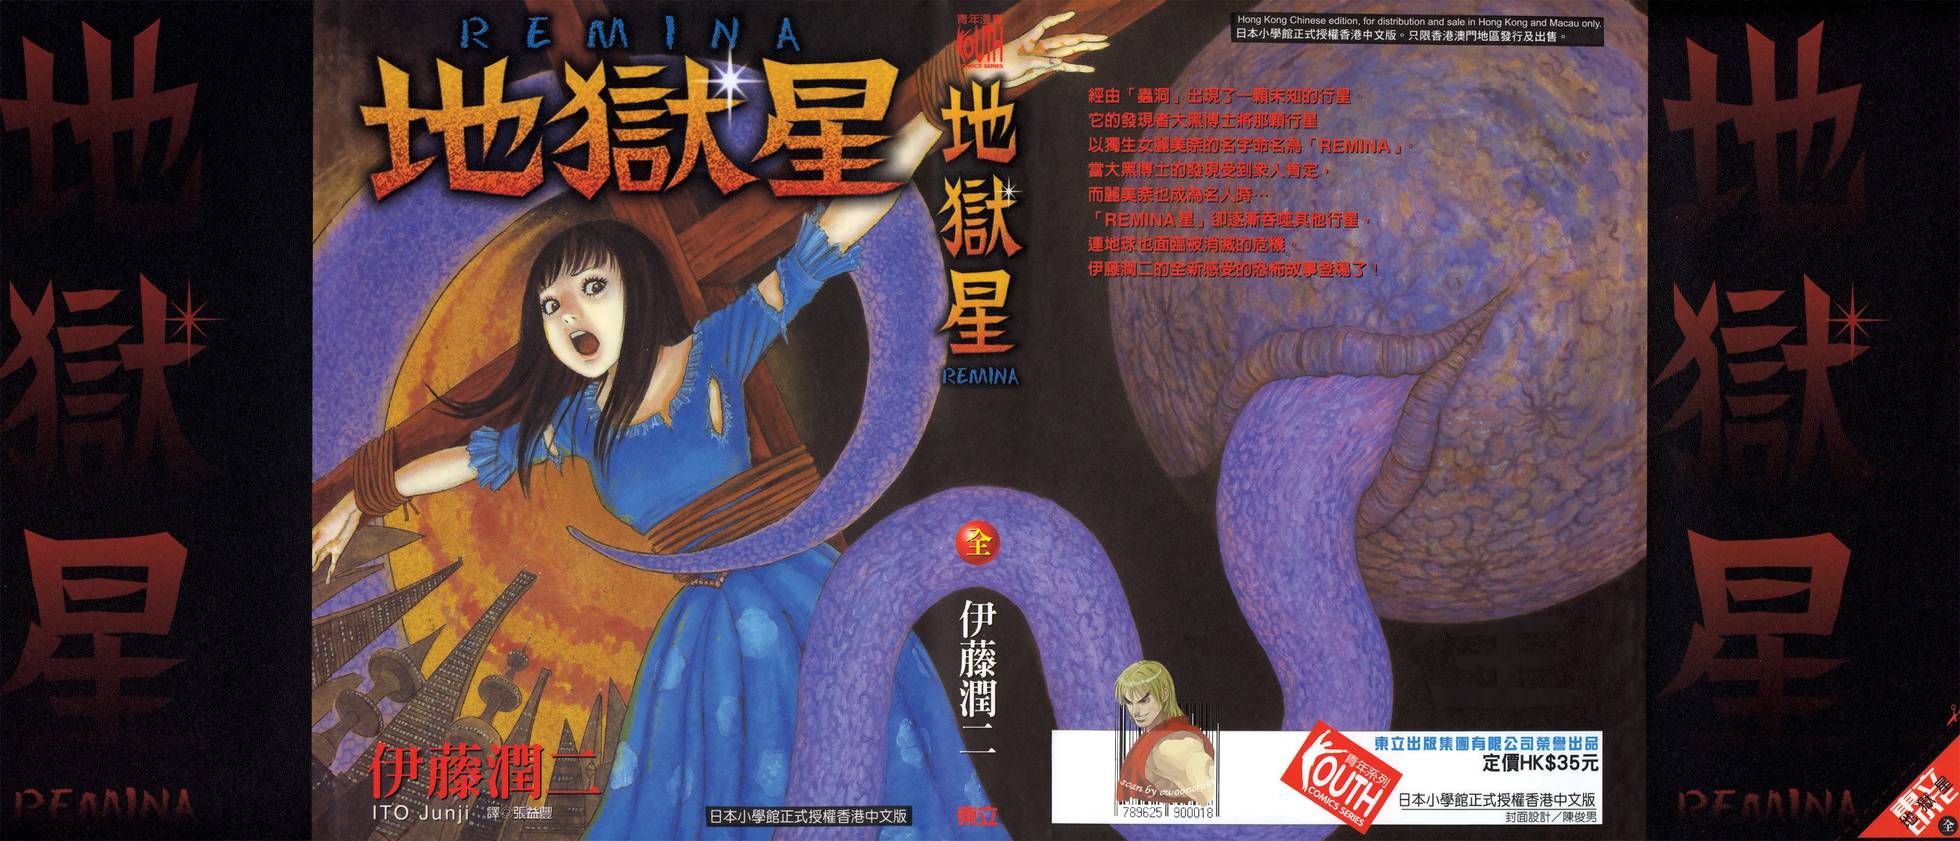 地獄星
REMINA
REMINA
地獄星
伊藤潤二
ITO Junji 譯◎張益豐
日本小學館正式授權香港中文版
青年漫畫
YOUTH
COMICS SERIES
地獄星
REMINA
全
伊藤潤二
東立
Hong Kong Chinese edition, for distribution and sale in Hong Kong and Macau only.
日本小學館正式授權香港中文版。只限香港澳門地區發行及出售。
經由「蟲洞」出現了一顆未知的行星。
它的發現者大黑博士將那顆行星
以獨生女麗美奈的名字命名為「REMINA」。
當大黑博士的發現受到眾人肯定，
而麗美奈也成為名人時…
「REMINA星」卻逐漸吞噬其他行星，
連地球也面臨被消滅的危機。
伊藤潤二的全新感受的恐怖故事登場了！
scan by
789625 900018
青年系列
YOUTH
COMICS SERIES
東立出版集團有限公司榮譽出品
定價HK$35元
日本小學館正式授權香港中文版
封面設計／陳俊男
地獄星
REMINA
東立
地獄星
全